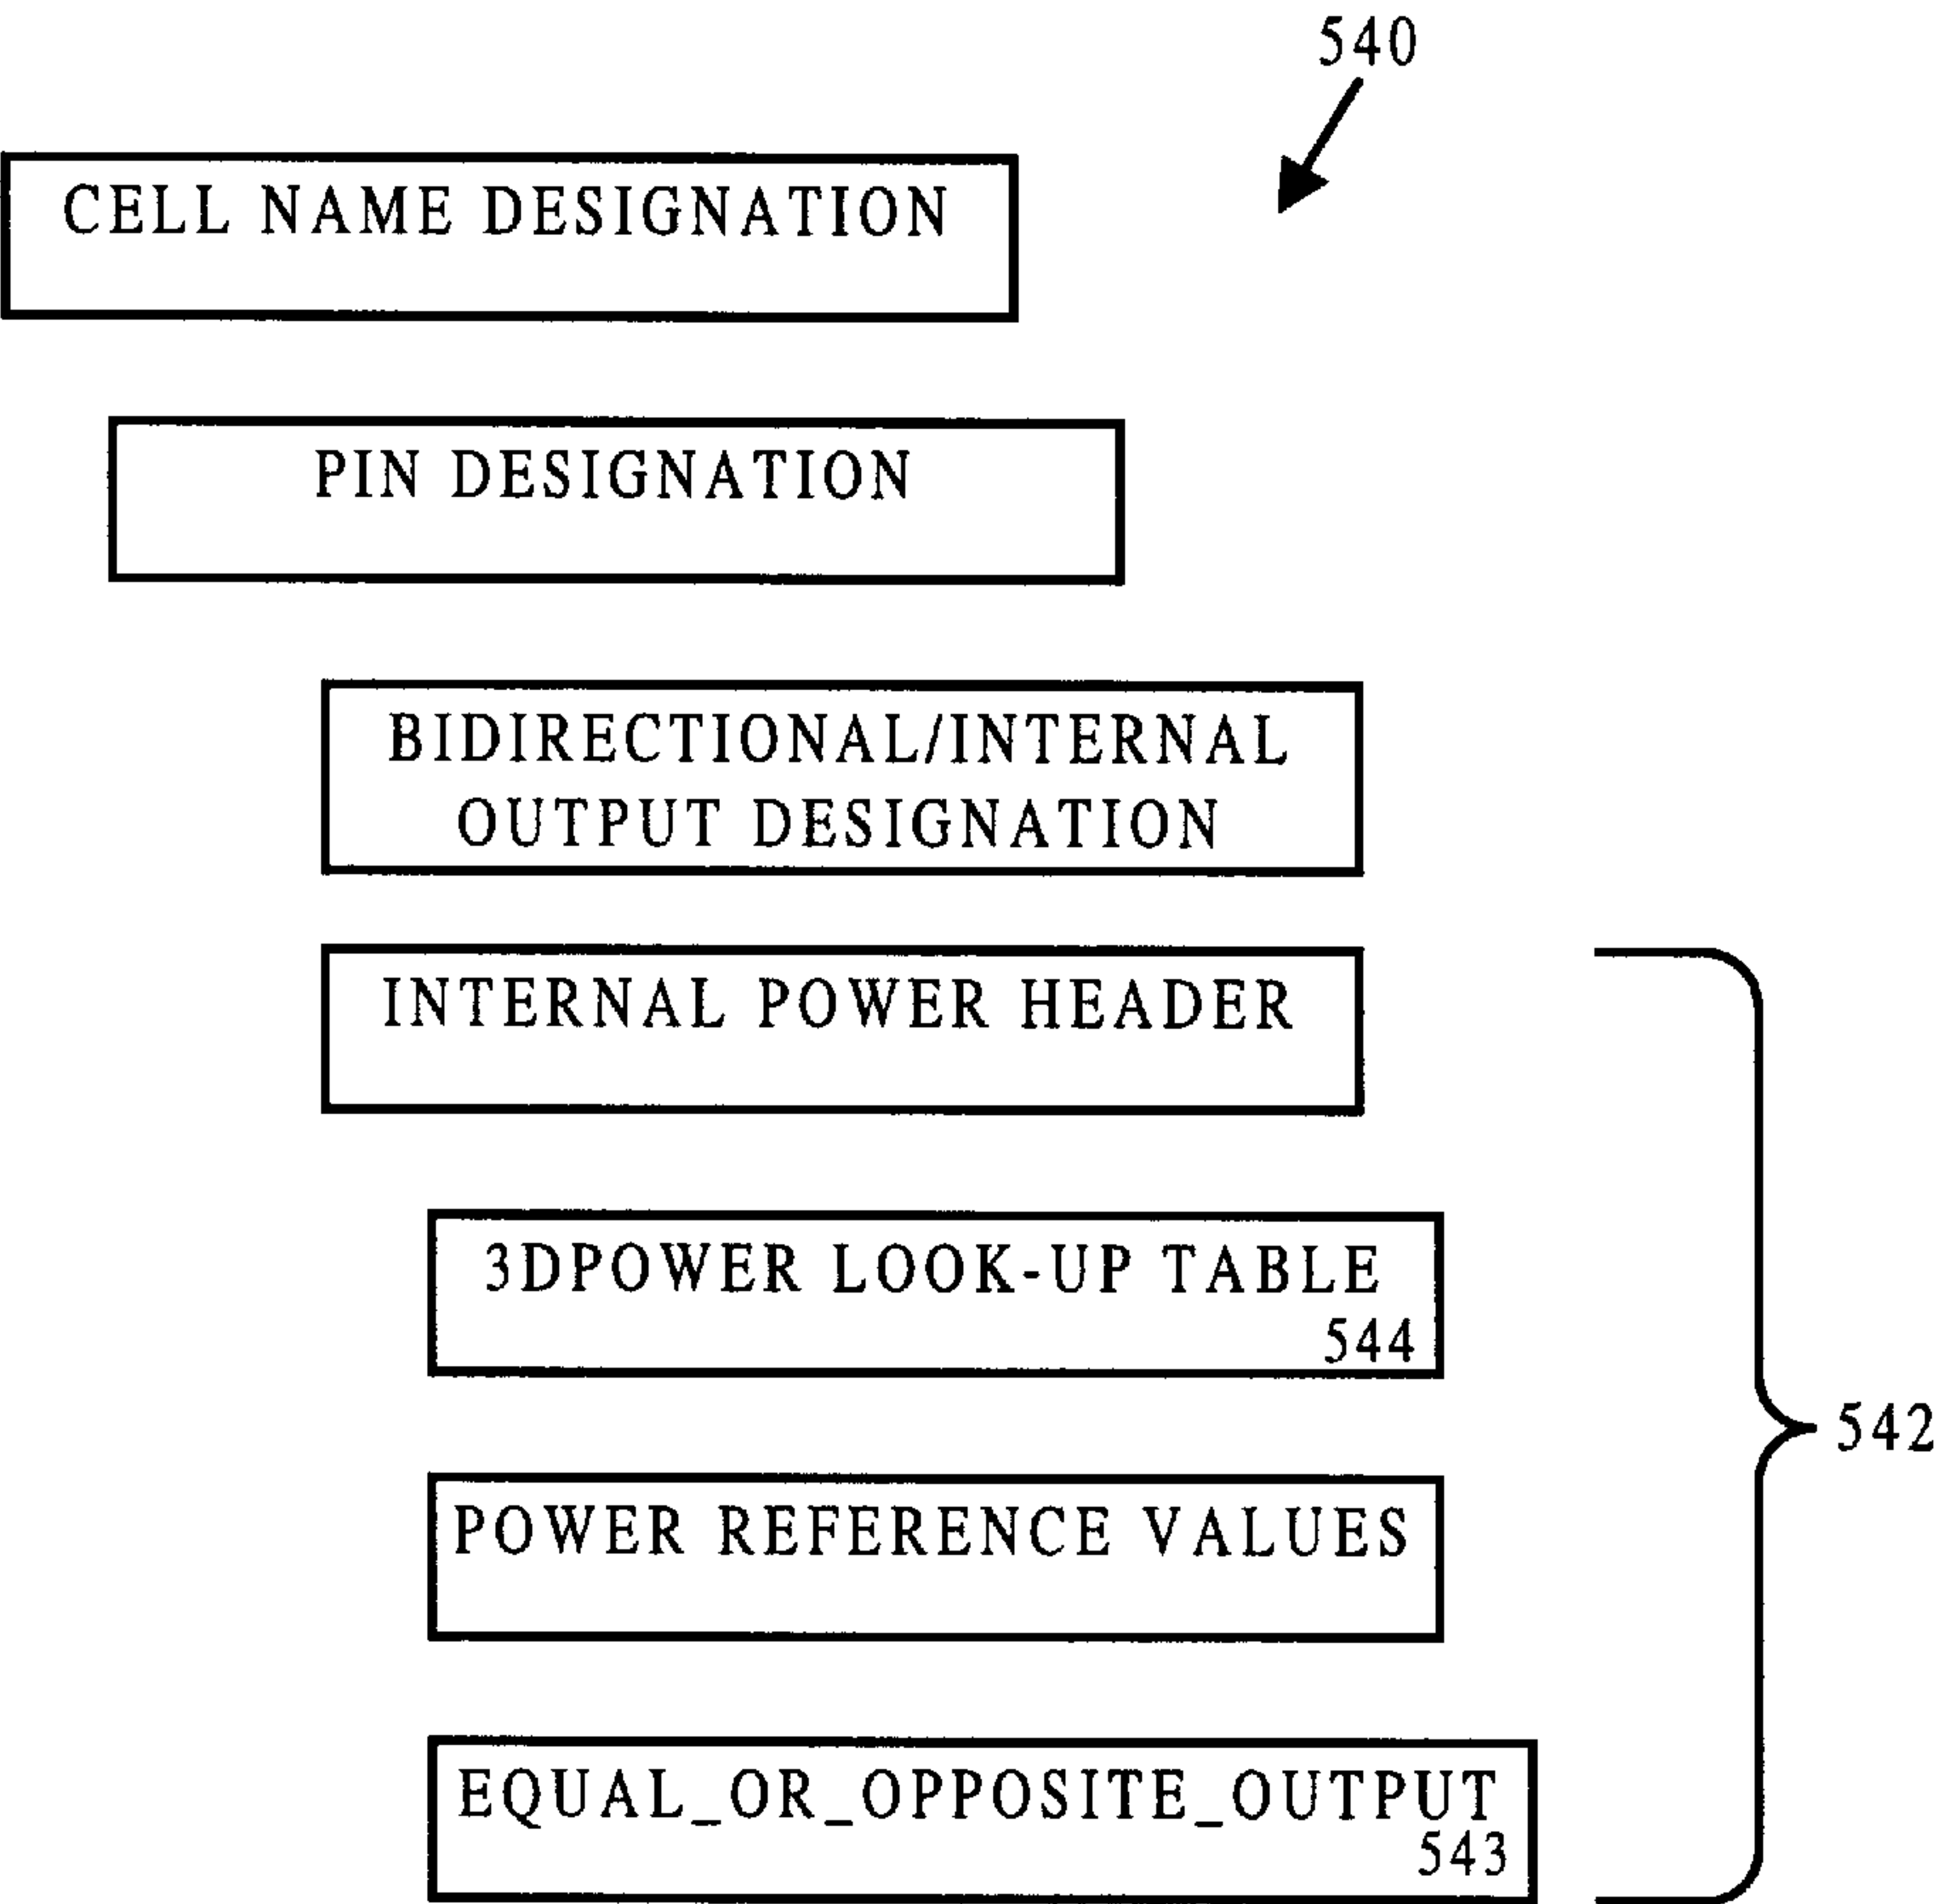 540
CELL NAME DESIGNATION
PIN DESIGNATION
BIDIRECTIONAL/INTERNAL
OUTPUT DESIGNATION
INTERNAL POWER HEADER
3DPOWER LOOK-UP TABLE
544
542
POWER REFERENCE VALUES
EQUAL_OR_OPPOSITE_OUTPUT
543